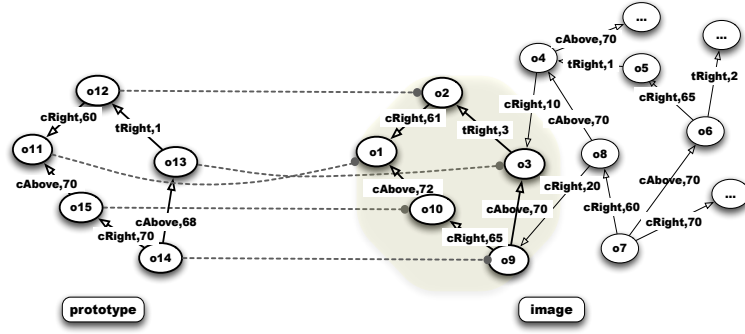 ...
cAbove,70
o4
...
tRight,1
o5
tRight,2
o12
o2
cRight,60
cRight,10
cRight,65
cRight,61
tRight,1
tRight,3
cAbove,70
o6
o11
o1
o13
o3
o8
cAbove,70
cAbove,72
cRight,20
cAbove,70
...
o15
o10
cAbove,68
cAbove,70
cRight,60
cRight,70
cRight,70
cRight,65
o14
o9
o7
prototype
image